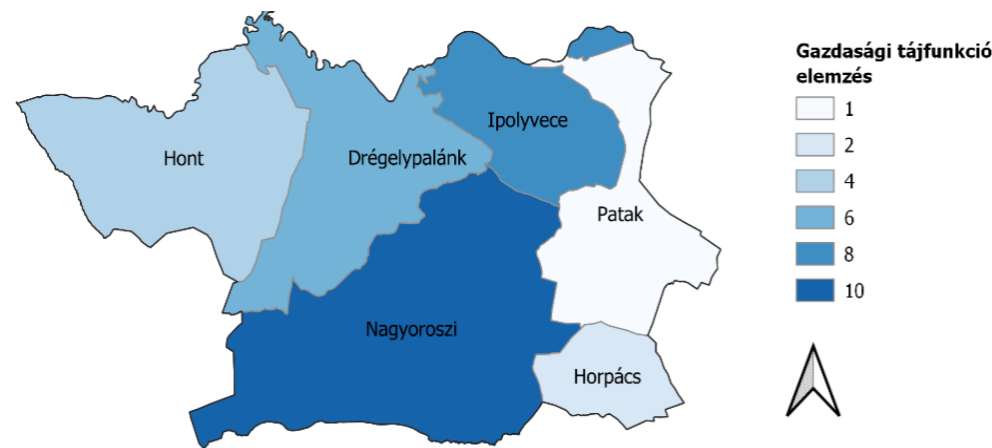 Gazdasági tájfunkció
elemzés
1
2
4
6
8
10
Ipolyvece
Hont
Drégelypalánk
Patak
Nagyoroszi
Horpács